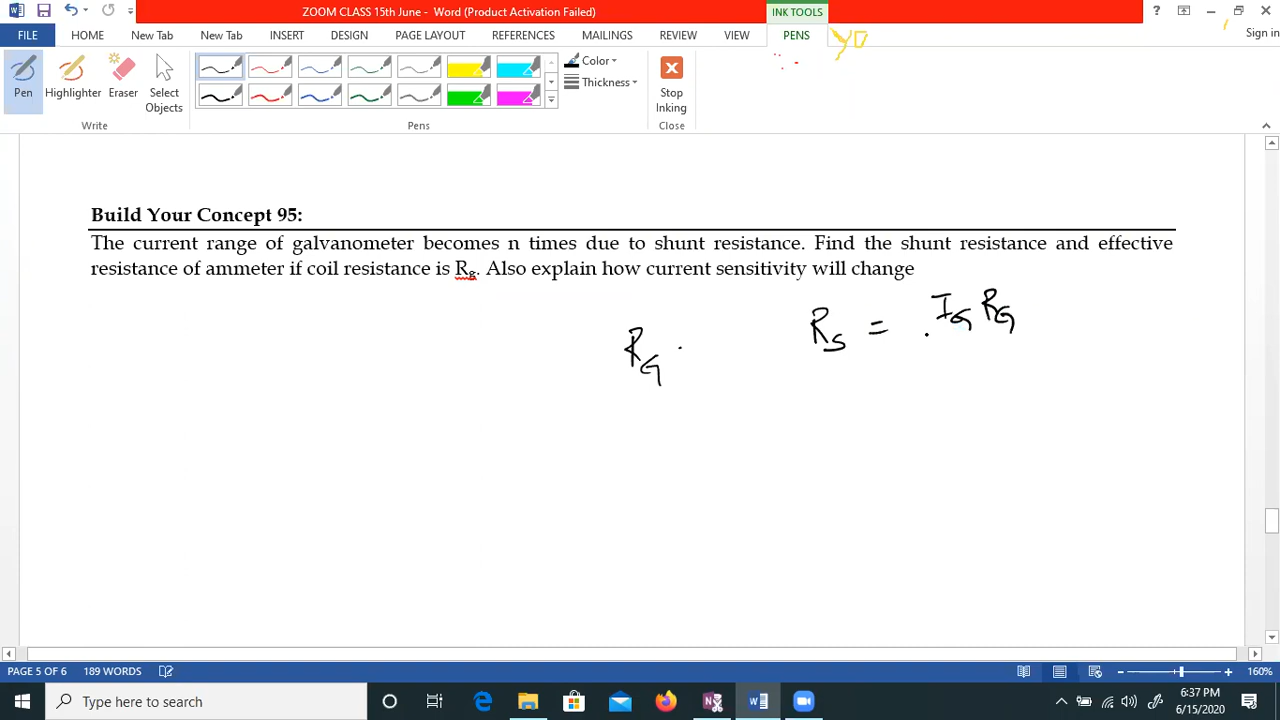 ZOOM CLASS 15th June - Word (Product Activation Failed)
INK TOOLS
?
FILE
HOME
New Tab
New Tab
INSERT
DESIGN
PAGE LAYOUT
REFERENCES
MAILINGS
REVIEW
VIEW
PENS
Sign in
Pen
Highlighter
Eraser
Select Objects
Color
Thickness
Stop Inking
Write
Pens
Close
Build Your Concept 95:
The current range of galvanometer becomes n times due to shunt resistance. Find the shunt resistance and effective
resistance of ammeter if coil resistance is Rg. Also explain how current sensitivity will change
RS = IG RG
RG
PAGE 5 OF 6
189 WORDS
160%
Type here to search
6:37 PM
6/15/2020